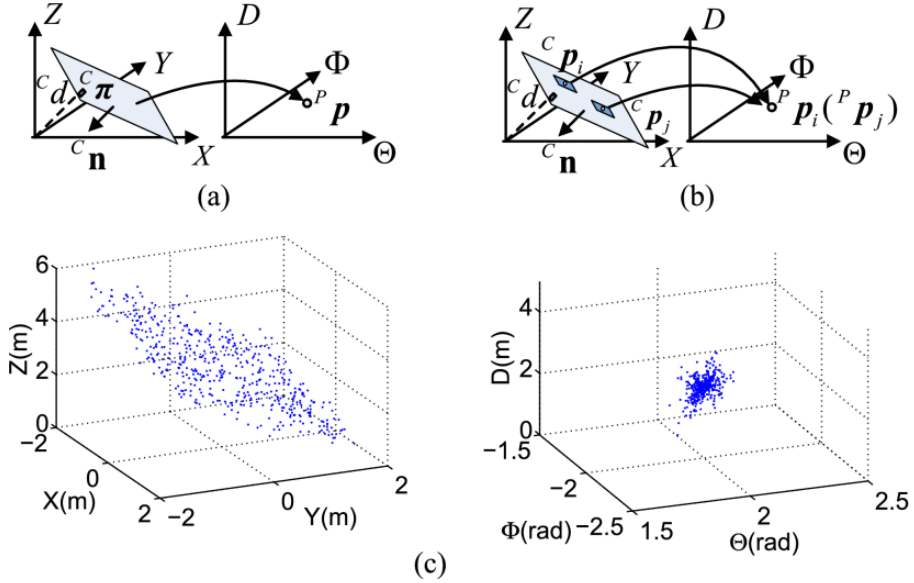 Z D
C C π Y Φ
C d P p
C n X Θ
(a)
Z D
C C p i Y Φ
C d C P p i ( P p j )
p j
C n X Θ
(b)
6
4
2
0
Z(m)
−2
0
2
X(m)
−2
0
2
Y(m)
4
2
0
D(m)
−1.5
−2
−2.5
Φ(rad)
1.5
2
2.5
Θ(rad)
(c)